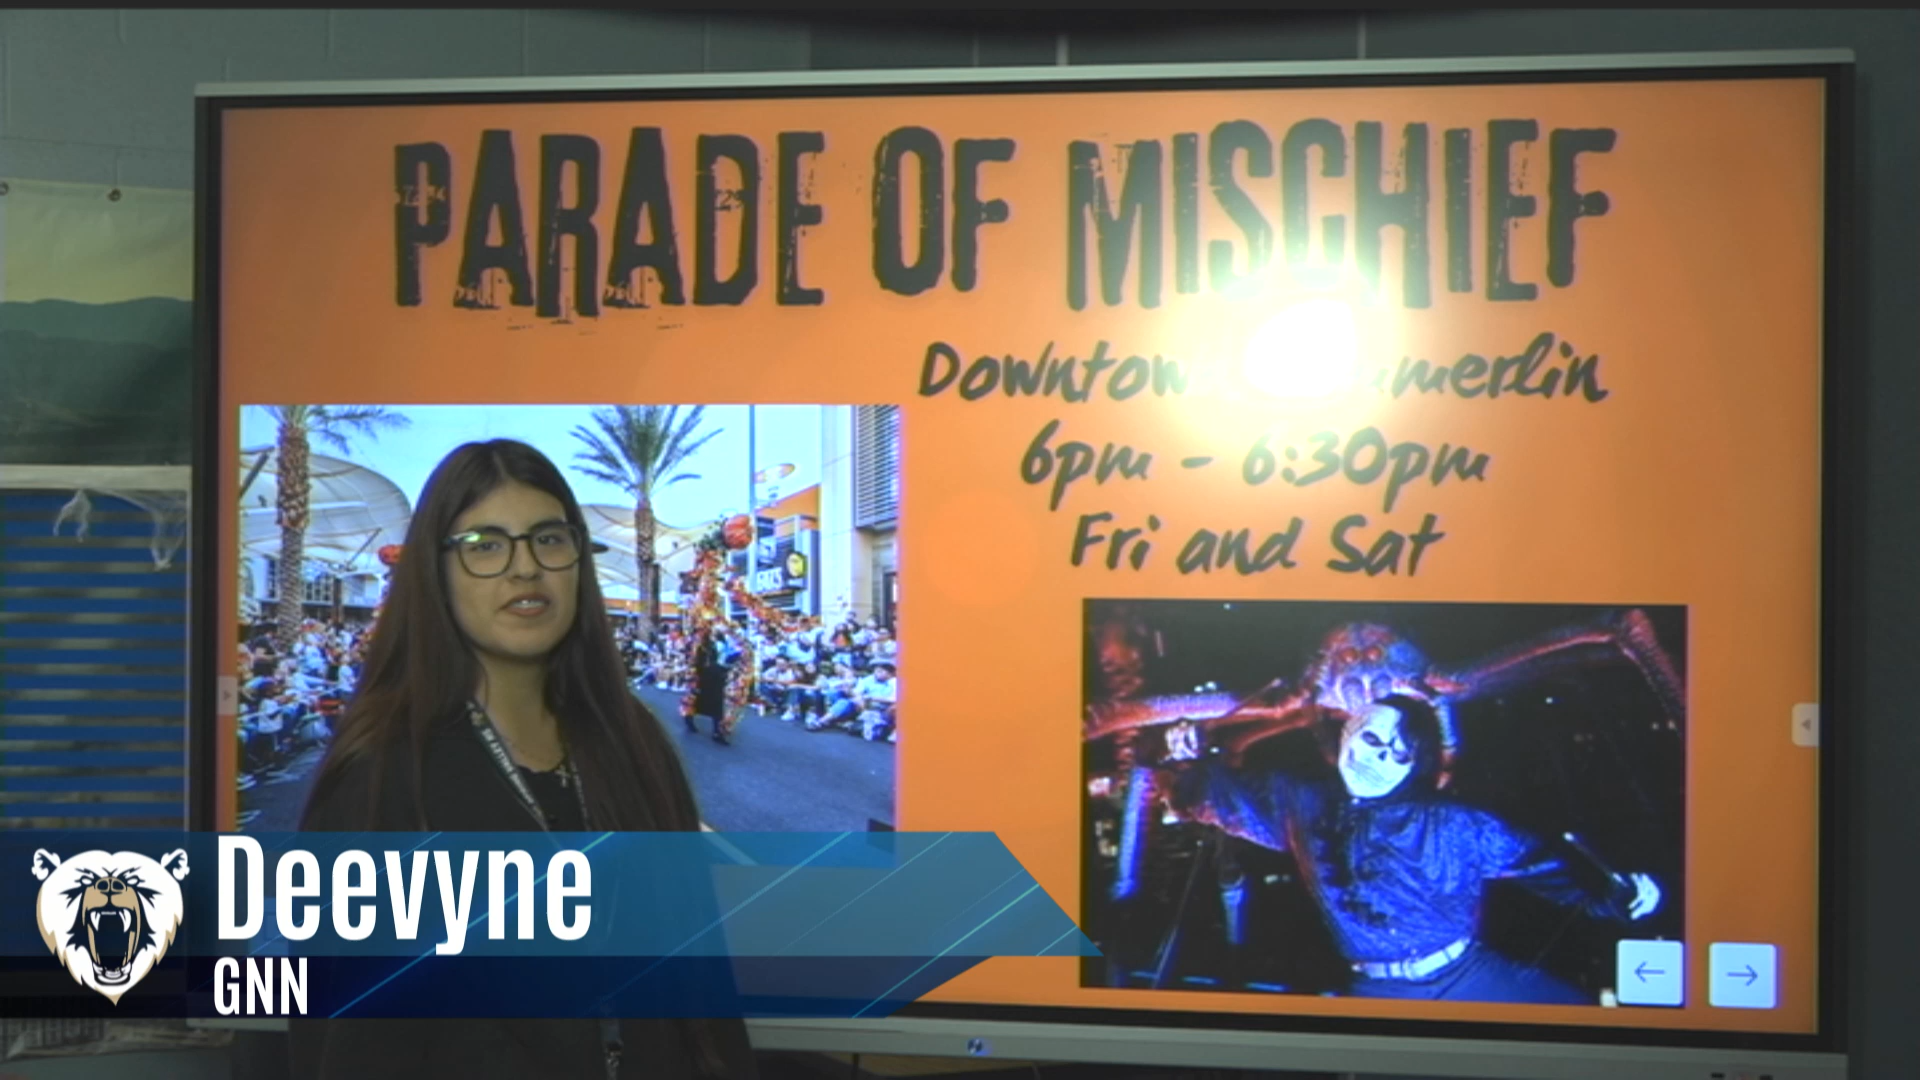 PARADE OF MISCHIEF
Downtown
6pm - 6:30pm
Fri and Sat
Deevyne
GNN